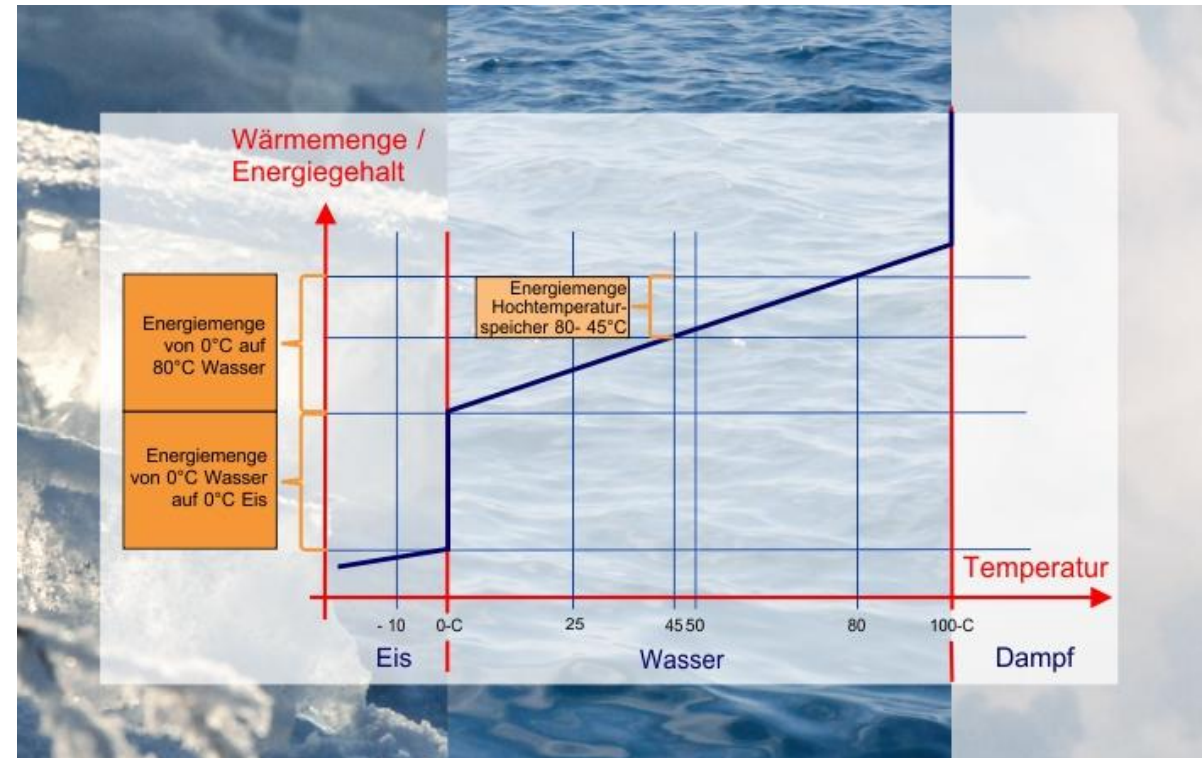 Wärmemenge /
Energiegehalt
Energiemenge
Hochtemperatur-
speicher 80- 45°C
Energiemenge
von 0°C auf
80°C Wasser
Energiemenge
von 0°C Wasser
auf 0°C Eis
Temperatur
- 10 0-C 25 45 50 80 100-C
Eis Wasser Dampf